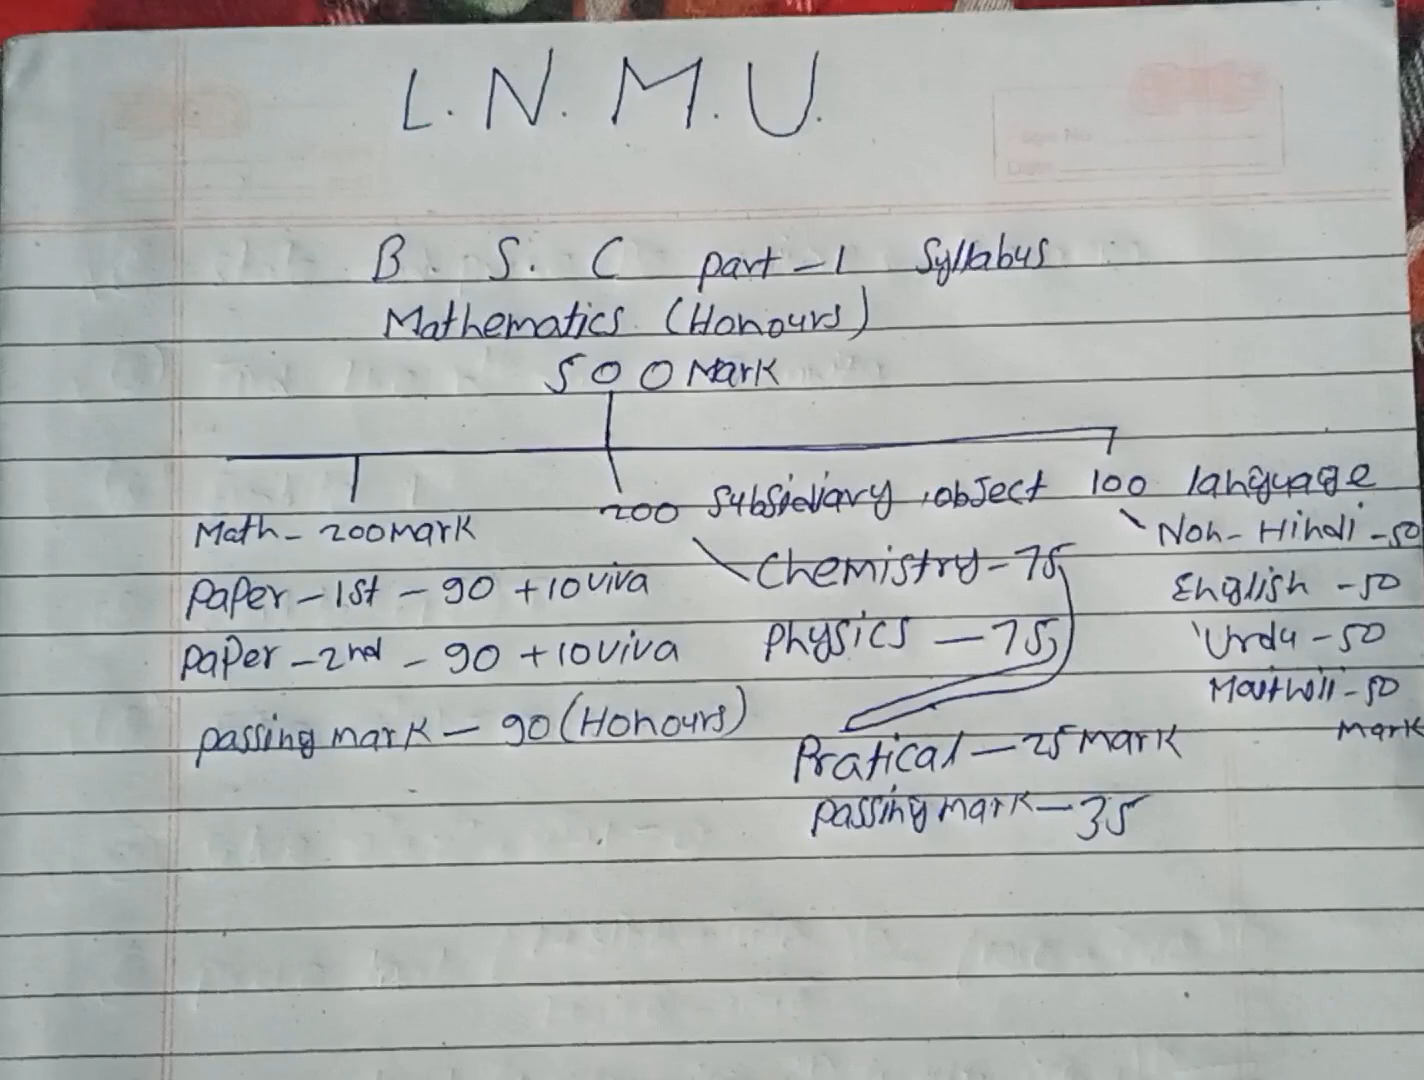 L. N. M. U.
B. S. C part-1 Syllabus
Mathematics (Honours)
500 Mark
Math - 200 Mark
Paper - 1st - 90 + 10 viva
Paper - 2nd - 90 + 10 viva
passing mark - 90 (Honours)
200 Subsidiary object
Chemistry - 75
Physics - 75
Pratical - 25 Mark
Passing mark - 35
100 language
Non-Hindi - 50
English - 50
Urdu - 50
Maithili - 50
Mark